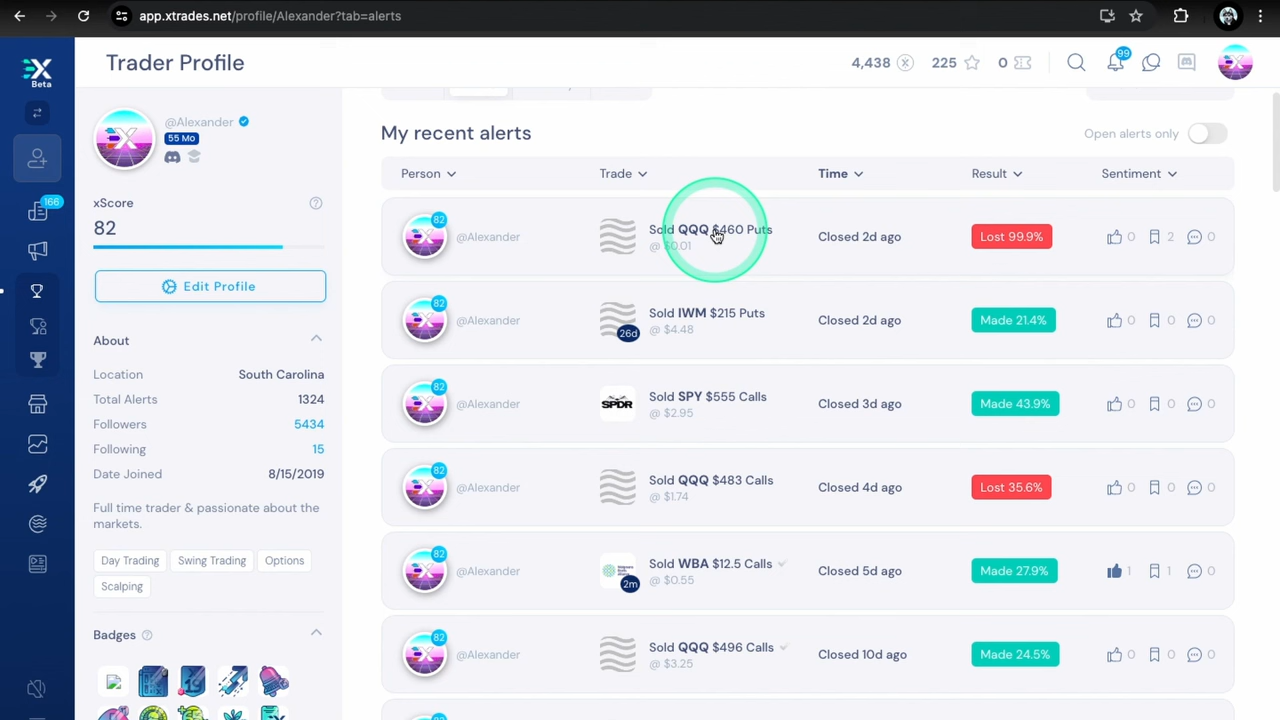 app.xtrades.net/profile/Alexander?tab=alerts
X
Beta
Trader Profile
4,438
225
0
99
166
@Alexander
55 Mo
xScore
82
Edit Profile
About
Location South Carolina
Total Alerts 1324
Followers 5434
Following 15
Date Joined 8/15/2019
Full time trader & passionate about the
markets.
Day Trading Swing Trading Options
Scalping
Badges
My recent alerts
Open alerts only
Person Trade Time Result Sentiment
82
@Alexander
Sold QQQ $460 Puts
@ $0.01
Closed 2d ago
Lost 99.9%
0 2 0
82
@Alexander
26d
Sold IWM $215 Puts
@ $4.48
Closed 2d ago
Made 21.4%
0 0 0
82
@Alexander
SPDR
Sold SPY $555 Calls
@ $2.95
Closed 3d ago
Made 43.9%
0 0 0
82
@Alexander
Sold QQQ $483 Calls
@ $1.74
Closed 4d ago
Lost 35.6%
0 0 0
82
@Alexander
2m
Sold WBA $12.5 Calls
@ $0.55
Closed 5d ago
Made 27.9%
1 1 0
82
@Alexander
Sold QQQ $496 Calls
@ $3.25
Closed 10d ago
Made 24.5%
0 0 0